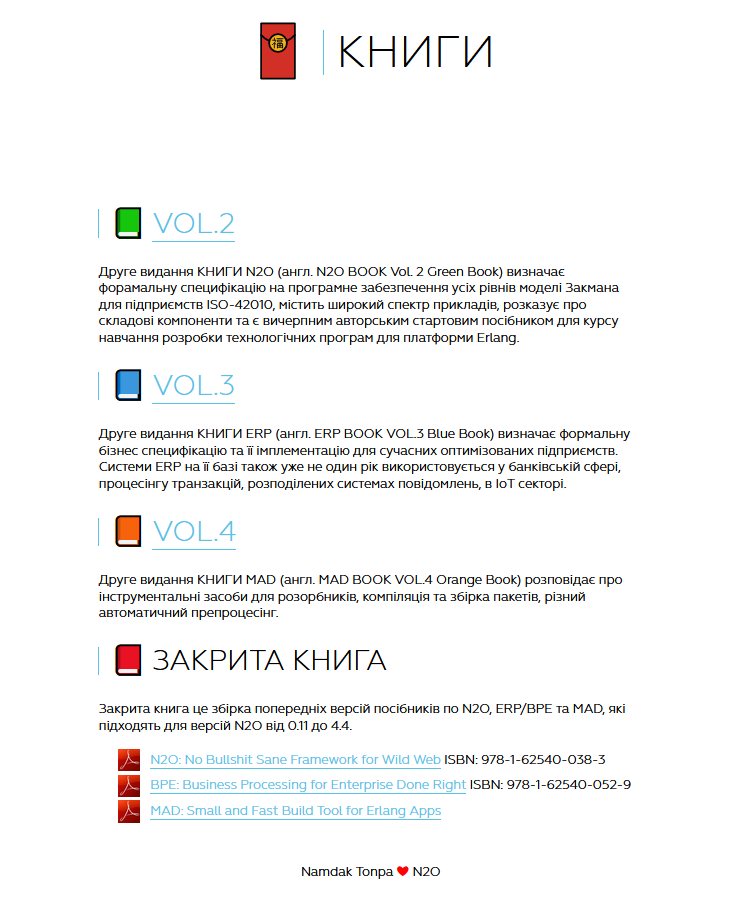 福
КНИГИ
VOL.2
Друге видання КНИГИ N2O (англ. N2O BOOK Vol. 2 Green Book) визначає
форамальну специфікацію на програмне забезпечення усіх рівнів моделі Закмана
для підприємств ISO-42010, містить широкий спектр прикладів, розказує про
складові компоненти та є вичерпним авторським стартовим посібником для курсу
навчання розробки технологічних програм для платформи Erlang.
VOL.3
Друге видання КНИГИ ERP (англ. ERP BOOK VOL.3 Blue Book) визначає формальну
бізнес специфікацію та її імплементацію для сучасних оптимізованих підприємств.
Системи ERP на її базі також уже не один рік використовується у банківській сфері,
процесінгу транзакцій, розподілених системах повідомлень, в IoT секторі.
VOL.4
Друге видання КНИГИ MAD (англ. MAD BOOK VOL.4 Orange Book) розповідає про
інструментальні засоби для розорбників, компіляція та збірка пакетів, різний
автоматичний препроцесінг.
ЗАКРИТА КНИГА
Закрита книга це збірка попередніх версій посібників по N2O, ERP/BPE та MAD, які
підходять для версій N2O від 0.11 до 4.4.
N2O: No Bullshit Sane Framework for Wild Web ISBN: 978-1-62540-038-3
BPE: Business Processing for Enterprise Done Right ISBN: 978-1-62540-052-9
MAD: Small and Fast Build Tool for Erlang Apps
Namdak Tonpa ❤ N2O